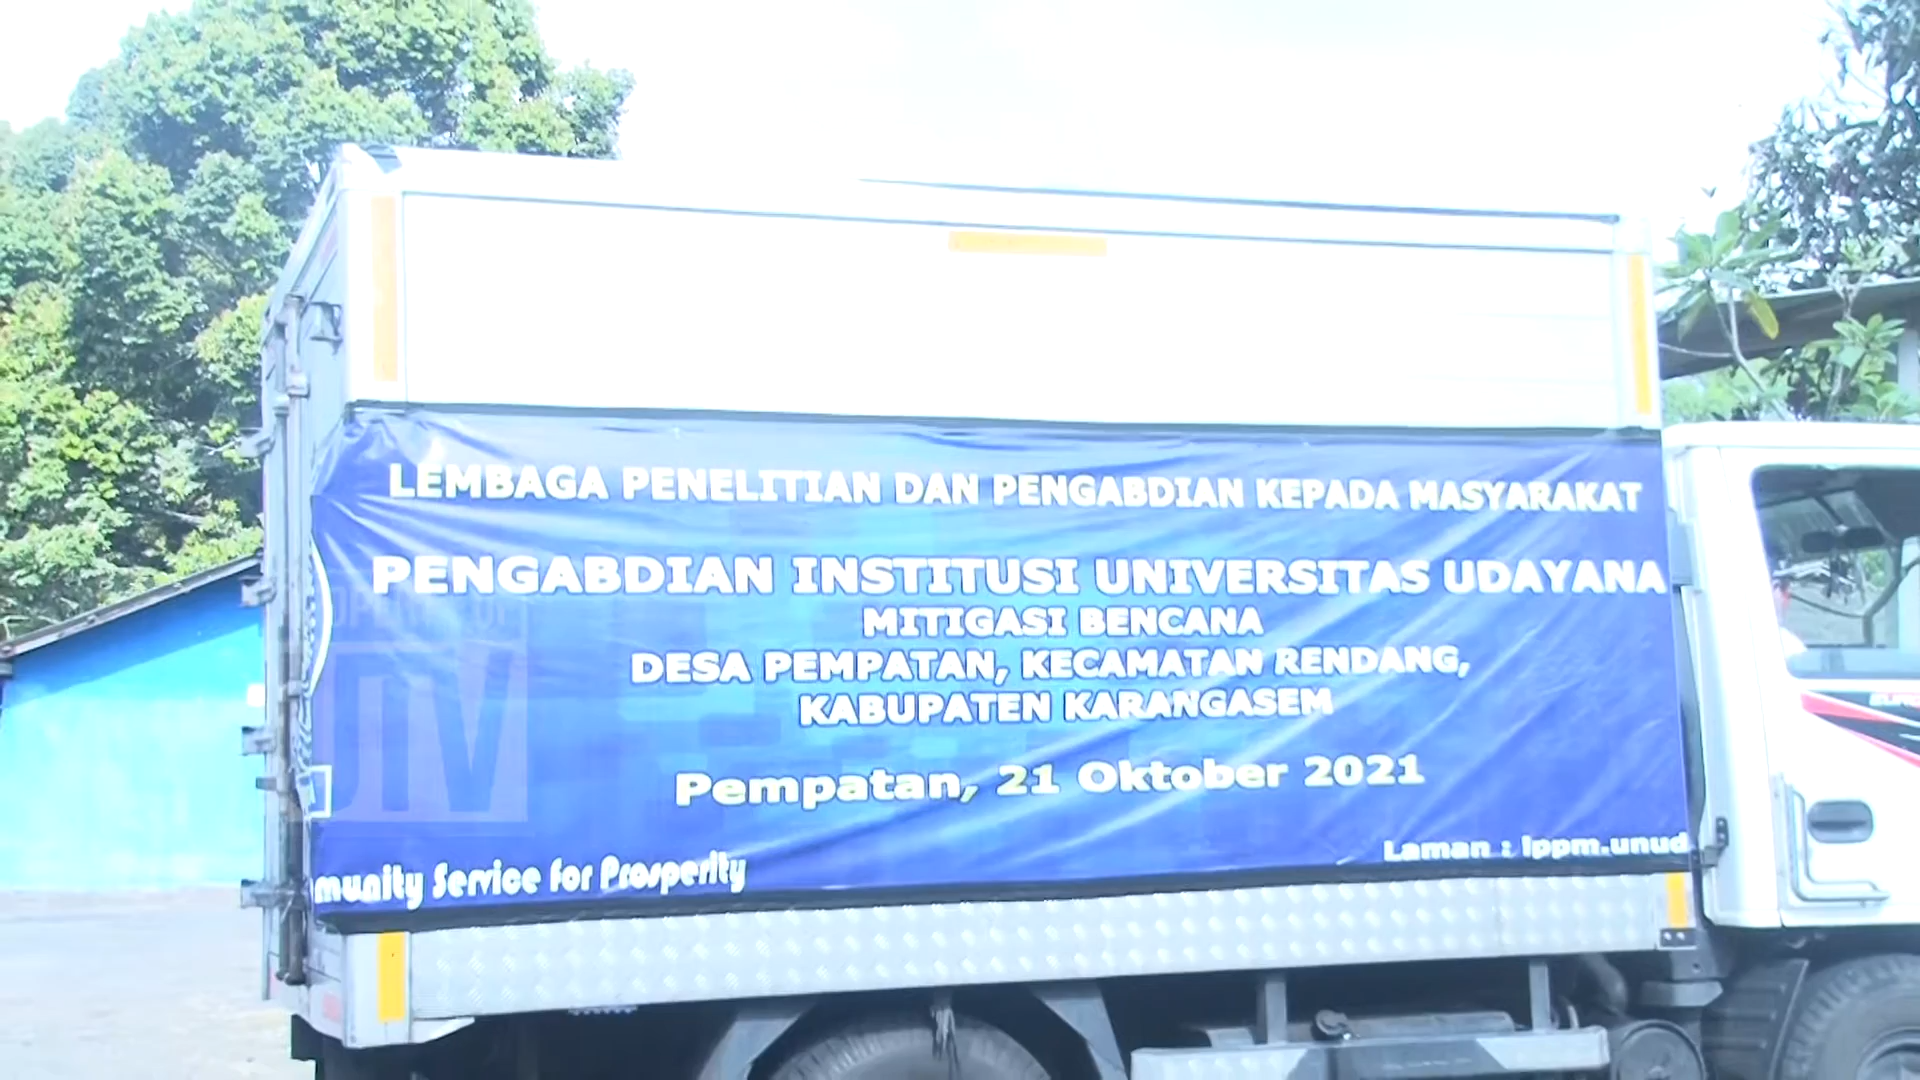 LEMBAGA PENELITIAN DAN PENGABDIAN KEPADA MASYARAKAT
PENGABDIAN INSTITUSI UNIVERSITAS UDAYANA
MITIGASI BENCANA
DESA PEMPATAN, KECAMATAN RENDANG,
KABUPATEN KARANGASEM
Pempatan, 21 Oktober 2021
Laman : lppm.unud
munity Service for Prosperity